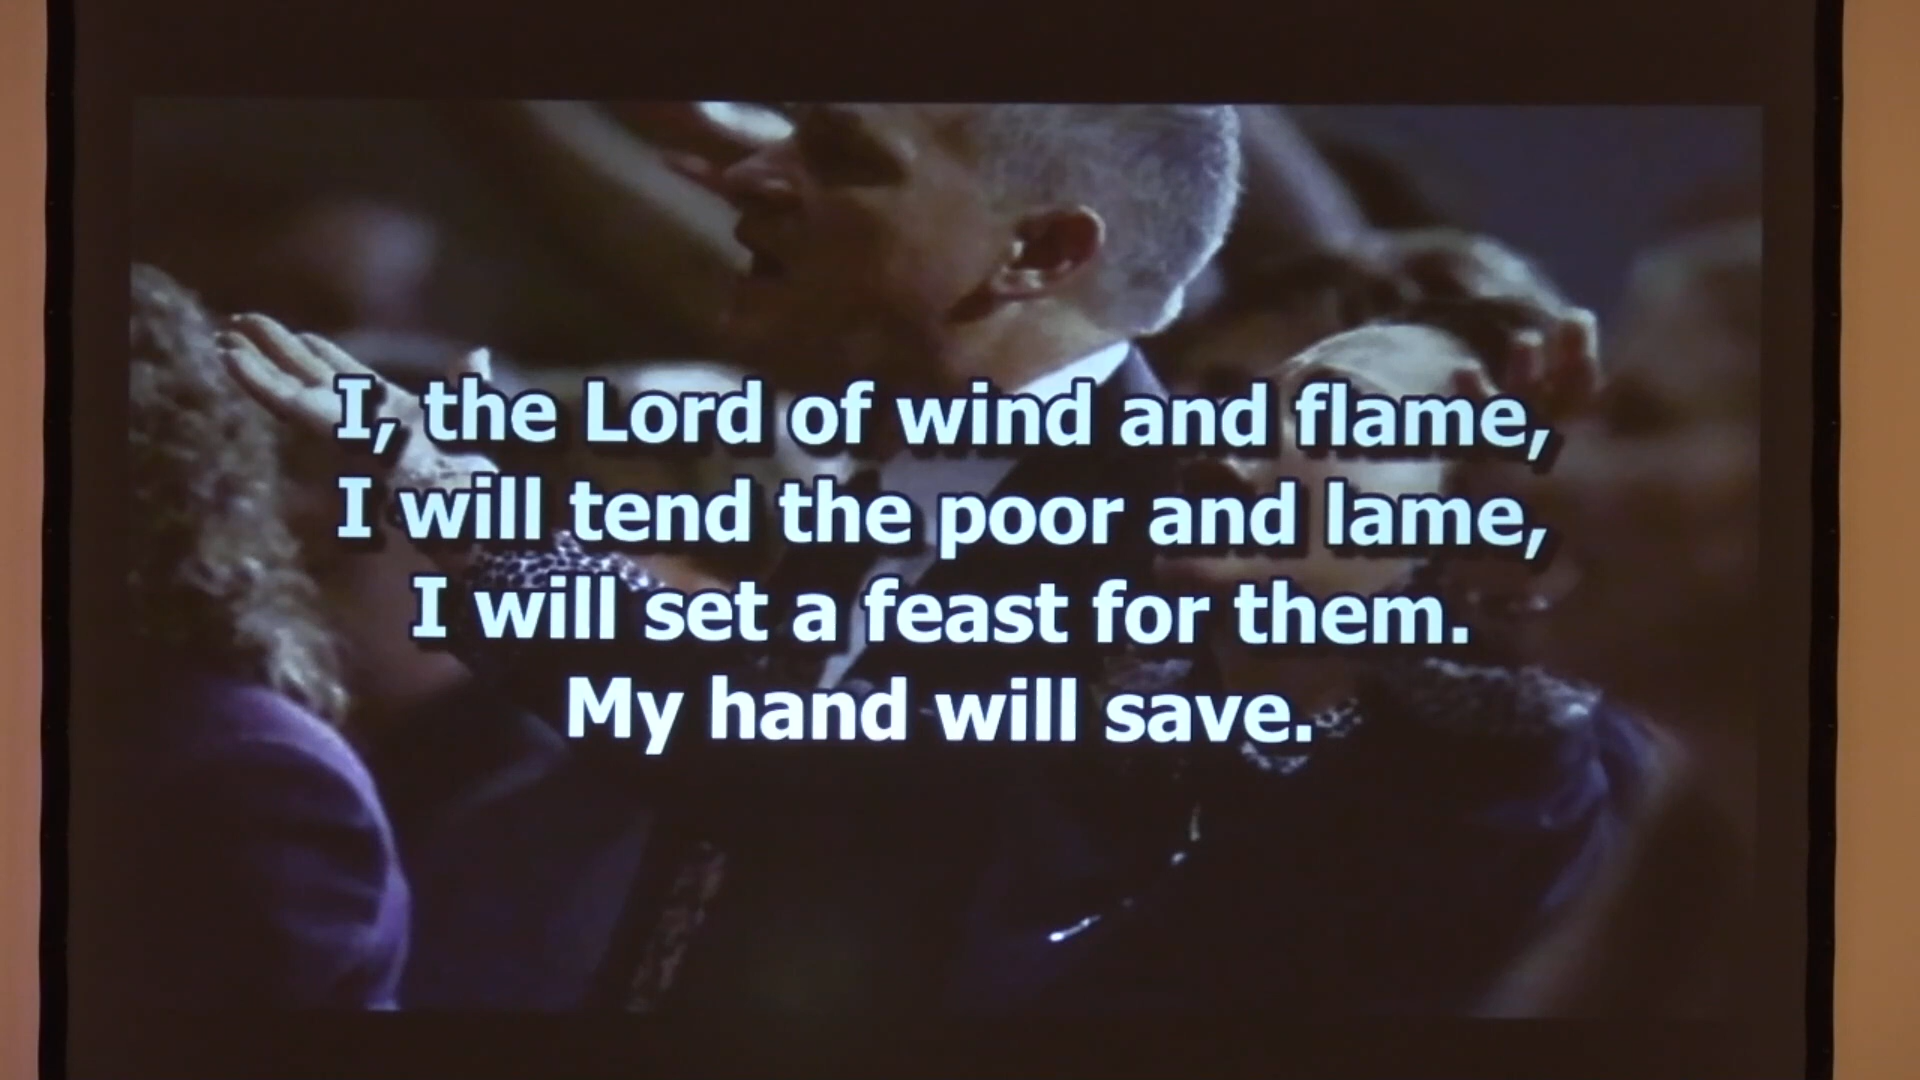 I, the Lord of wind and flame,
I will tend the poor and lame,
I will set a feast for them.
My hand will save.